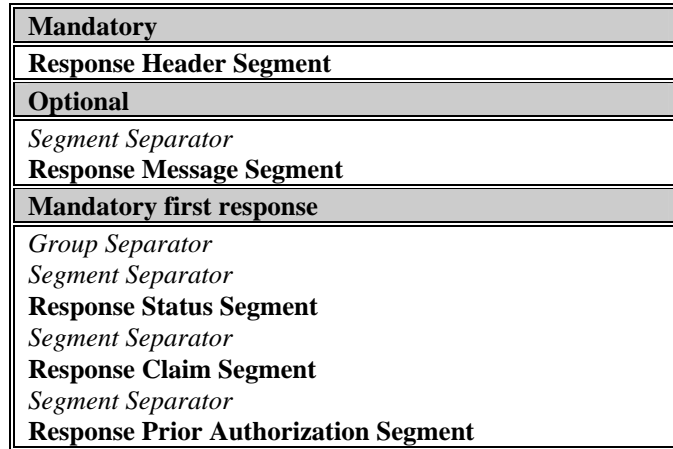 Mandatory
Response Header Segment
Optional
Segment Separator
Response Message Segment
Mandatory first response
Group Separator
Segment Separator
Response Status Segment
Segment Separator
Response Claim Segment
Segment Separator
Response Prior Authorization Segment